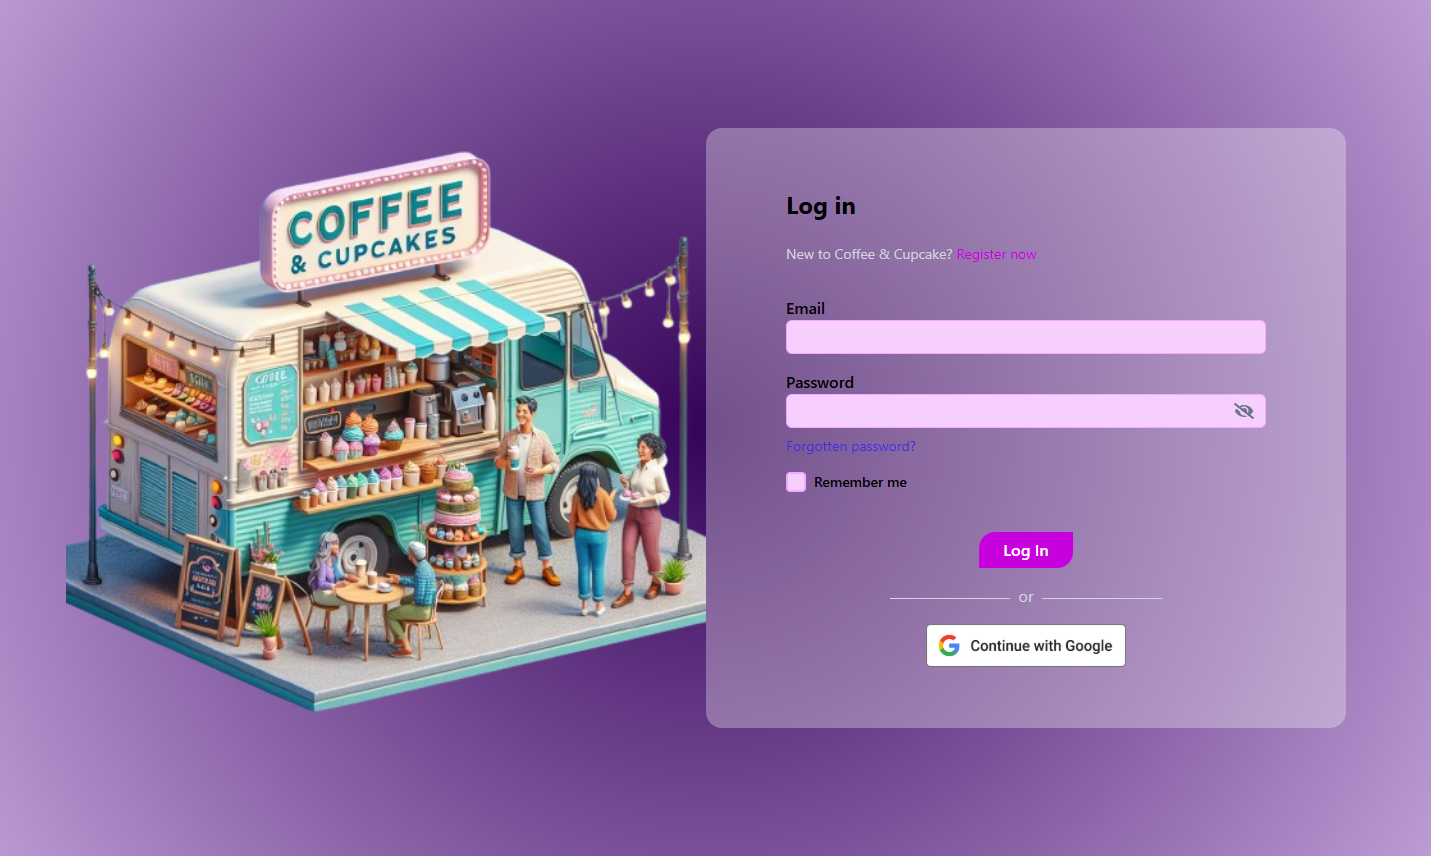 COFFEE
& CUPCAKES
Log in
New to Coffee & Cupcake? Register now
Email
Password
Forgotten password?
Remember me
Log In
or
Continue with Google